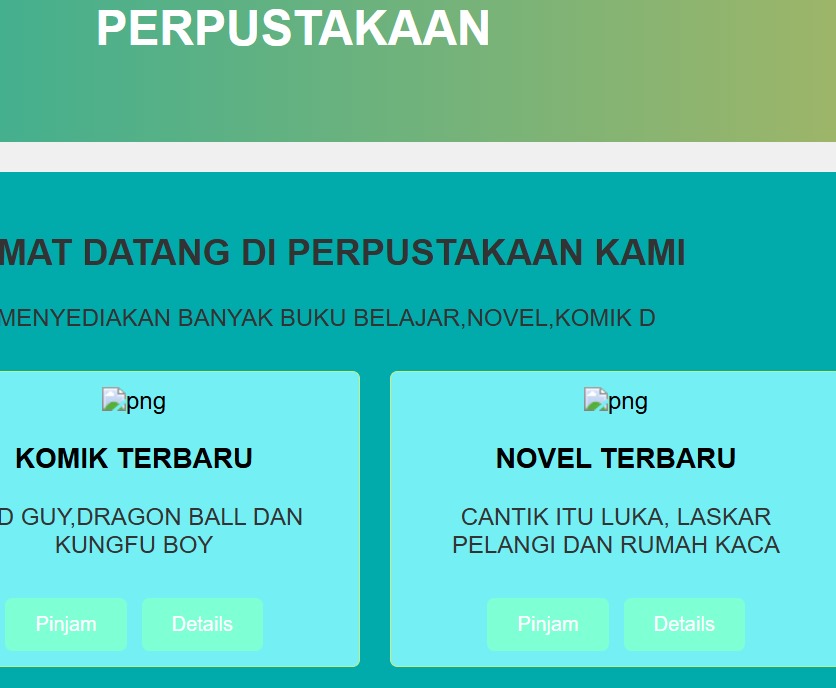 PERPUSTAKAAN
MAT DATANG DI PERPUSTAKAAN KAMI
MENYEDIAKAN BANYAK BUKU BELAJAR,NOVEL,KOMIK D
png
KOMIK TERBARU
D GUY,DRAGON BALL DAN
KUNGFU BOY
Pinjam Details
png
NOVEL TERBARU
CANTIK ITU LUKA, LASKAR
PELANGI DAN RUMAH KACA
Pinjam Details